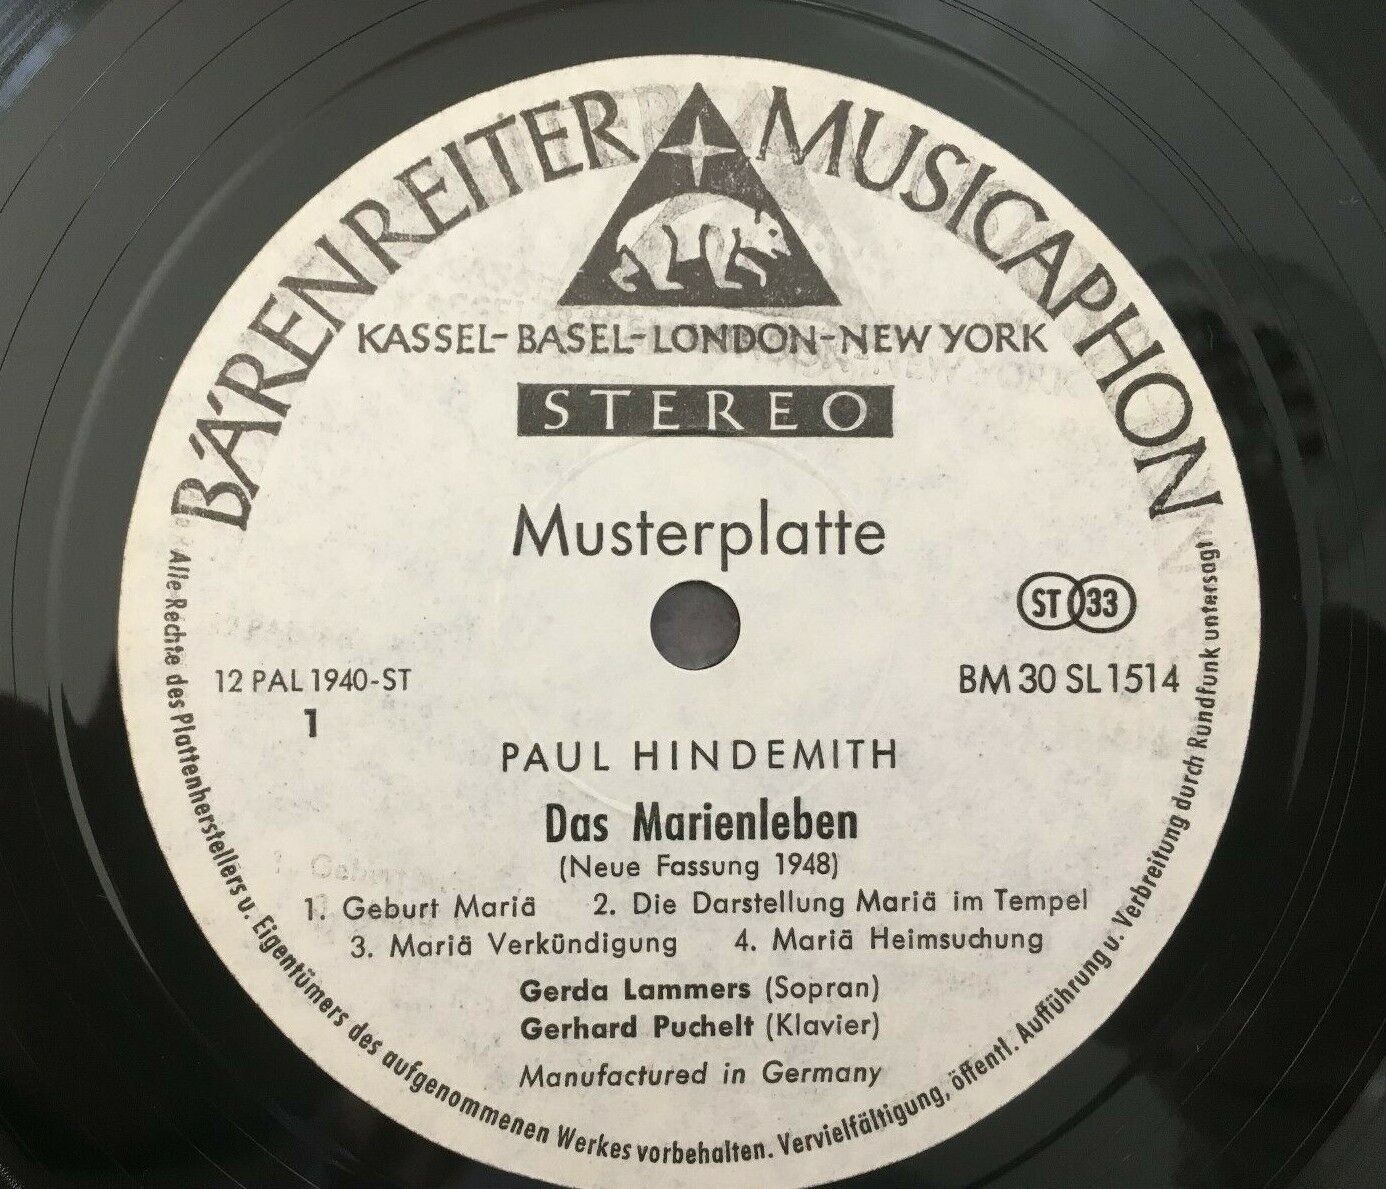 BÄRENREITER MUSICAPHON
KASSEL-BASEL-LONDON-NEW YORK
STEREO
Musterplatte
ST 33
12 PAL 1940-ST
BM 30 SL 1514
1
PAUL HINDEMITH
Das Marienleben
(Neue Fassung 1948)
1. Geburt Mariä 2. Die Darstellung Mariä im Tempel
3. Mariä Verkündigung 4. Mariä Heimsuchung
Gerda Lammers (Sopran)
Gerhard Puchelt (Klavier)
Manufactured in Germany
Alle Rechte des Plattenherstellers u. Eigentümers des aufgenommenen Werkes vorbehalten. Vervielfältigung, öffentl. Aufführung u. Verbreitung durch Rundfunk untersagt